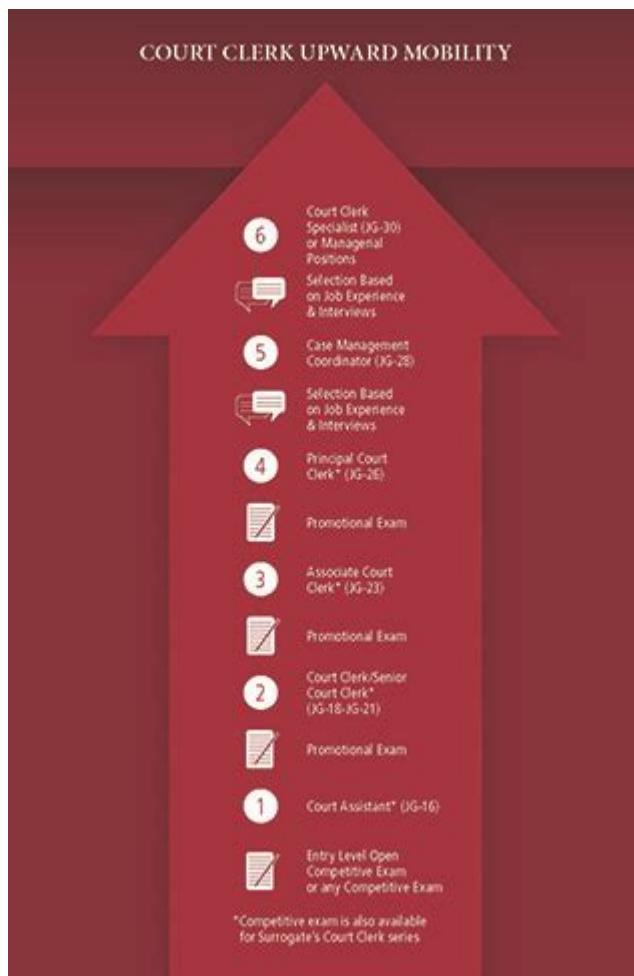 COURT CLERK UPWARD MOBILITY
6
Court Clerk
Specialist (JG-30)
or Managerial
Positions
Selection Based
on Job Experience
& Interviews
5
Case Management
Coordinator (JG-28)
Selection Based
on Job Experience
& Interviews
4
Principal Court
Clerk* (JG-26)
Promotional Exam
3
Associate Court
Clerk* (JG-23)
Promotional Exam
2
Court Clerk/Senior
Court Clerk*
(JG-18-JG-21)
Promotional Exam
1
Court Assistant* (JG-16)
Entry Level Open
Competitive Exam
or any Competitive Exam
*Competitive exam is also available
for Surrogate's Court Clerk series